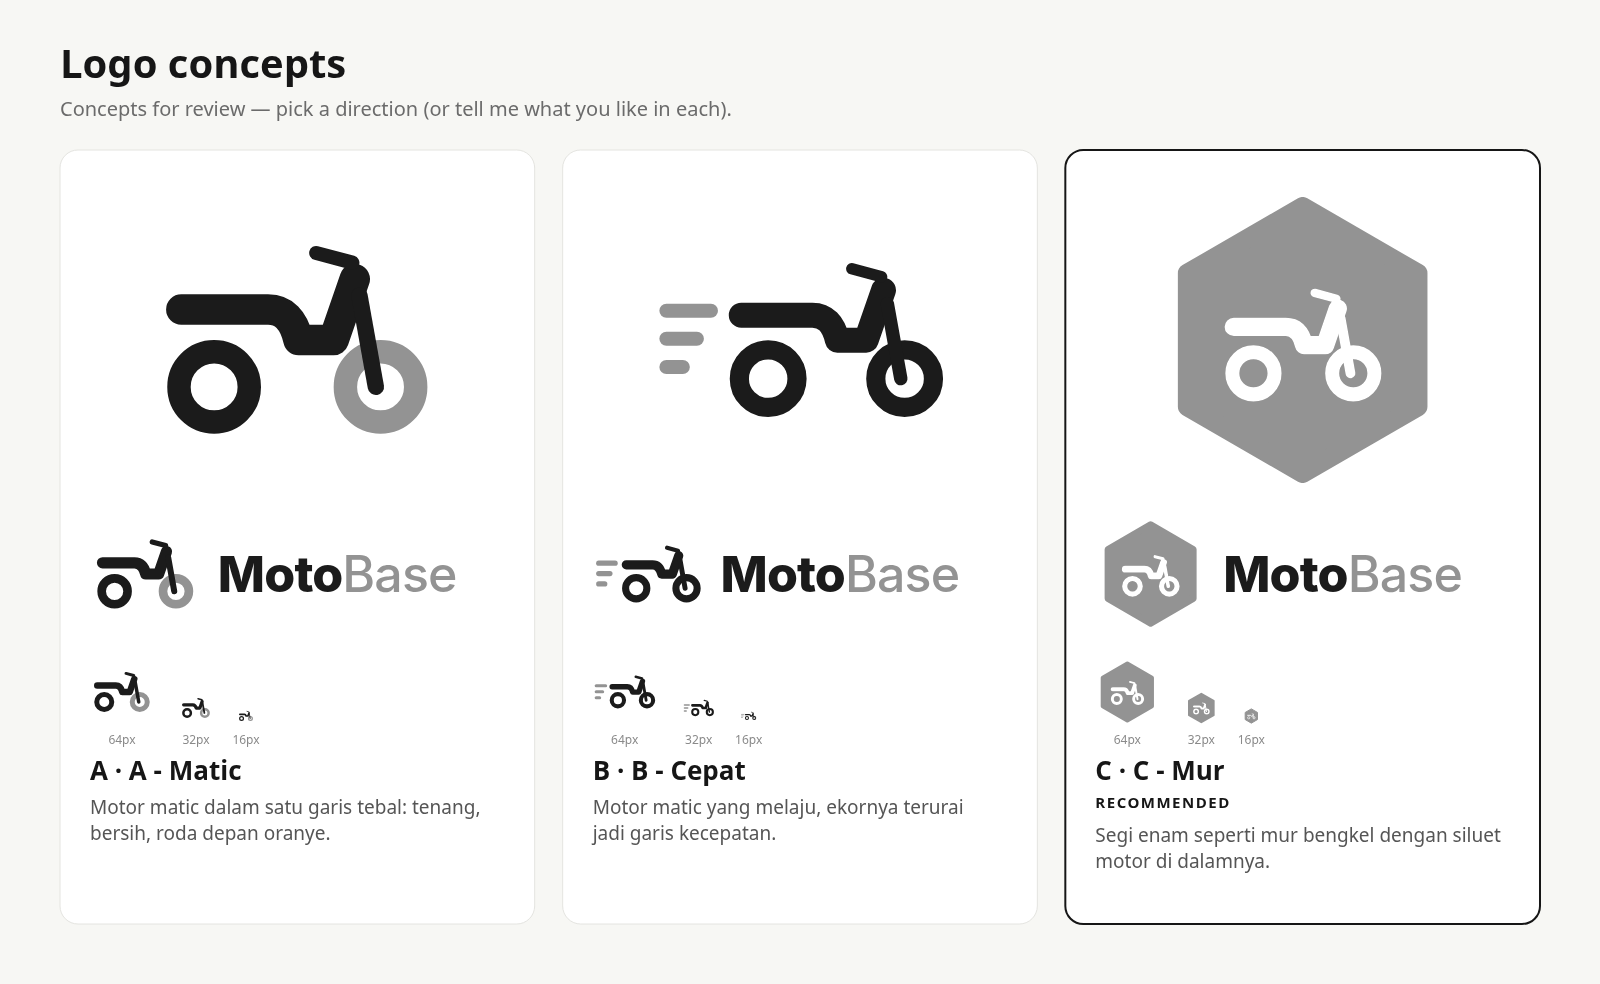 Logo concepts
Concepts for review — pick a direction (or tell me what you like in each).
MotoBase
64px 32px 16px
A · A - Matic
Motor matic dalam satu garis tebal: tenang,
bersih, roda depan oranye.
MotoBase
64px 32px 16px
B · B - Cepat
Motor matic yang melaju, ekornya terurai
jadi garis kecepatan.
MotoBase
64px 32px 16px
C · C - Mur
RECOMMENDED
Segi enam seperti mur bengkel dengan siluet
motor di dalamnya.